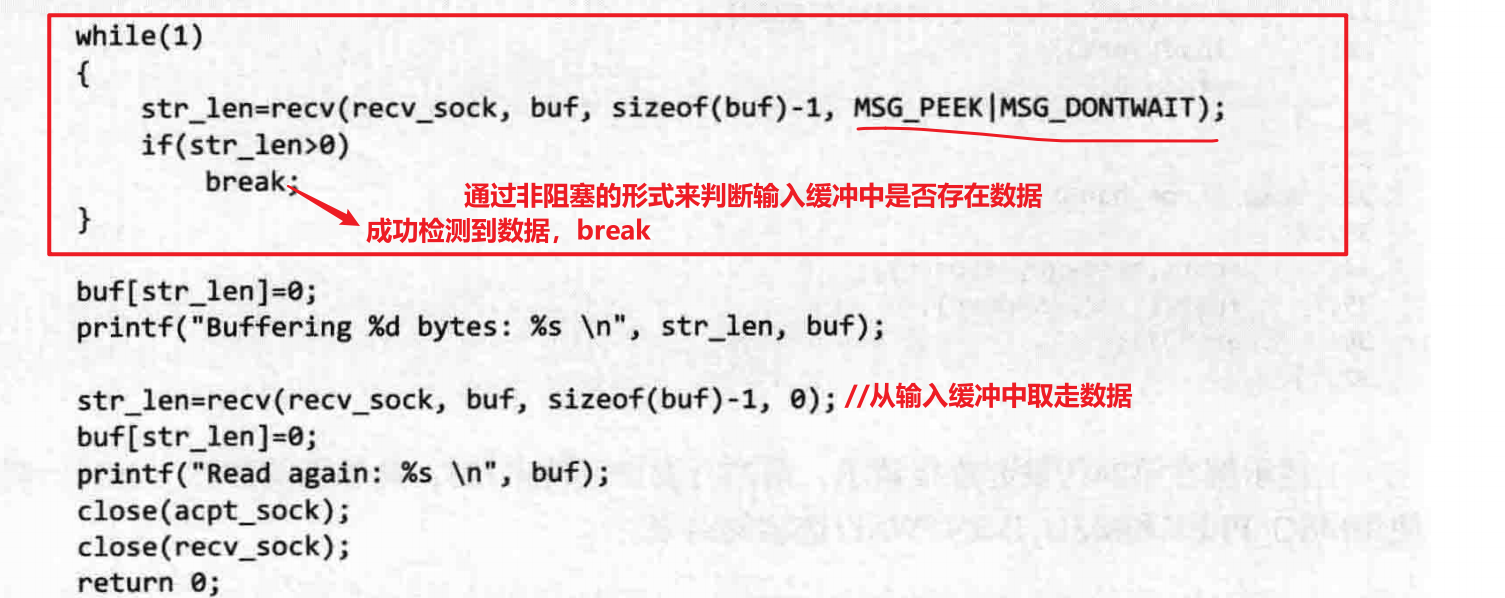 while(1)
{
str_len=recv(recv_sock, buf, sizeof(buf)-1, MSG_PEEK|MSG_DONTWAIT);
if(str_len>0)
break;
通过非阻塞的形式来判断输入缓冲中是否存在数据
}
成功检测到数据，break
buf[str_len]=0;
printf("Buffering %d bytes: %s \n", str_len, buf);
str_len=recv(recv_sock, buf, sizeof(buf)-1, 0); //从输入缓冲中取走数据
buf[str_len]=0;
printf("Read again: %s \n", buf);
close(acpt_sock);
close(recv_sock);
return 0;